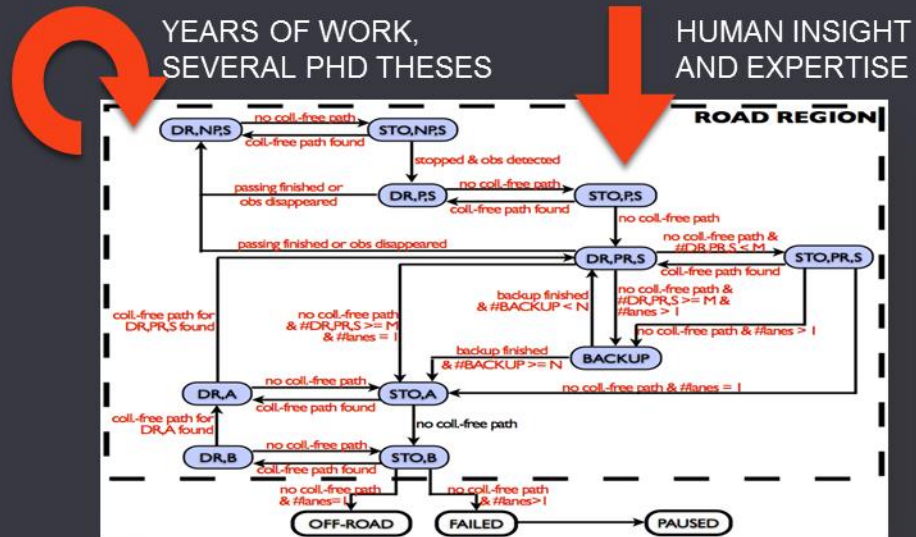 YEARS OF WORK,
SEVERAL PHD THESES
HUMAN INSIGHT
AND EXPERTISE
ROAD REGION
DR,NP,S
no coll.-free path
coll.-free path found
STO,NP,S
stopped & obs detected
passing finished or
obs disappeared
DR,P,S
no coll.-free path
coll.-free path found
STO,P,S
no coll.-free path
passing finished or obs disappeared
DR,PR,S
no coll.-free path &
#DR,PR,S < M
coll.-free path found
STO,PR,S
coll.-free path for
DR,PR,S found
no coll.-free path
& #DR,PR,S >= M
& #lanes = 1
backup finished
& #BACKUP < N
no coll.-free path &
#DR,PR,S >= M &
#lanes > 1
no coll.-free path & #lanes > 1
backup finished
& #BACKUP >= N
BACKUP
no coll.-free path & #lanes = 1
DR,A
no coll.-free path
coll.-free path found
STO,A
coll.-free path for
DR,A found
no coll.-free path
DR,B
no coll.-free path
coll.-free path found
STO,B
no coll.-free path
& #lanes=1
no coll.-free path
& #lanes>1
OFF-ROAD
FAILED
PAUSED